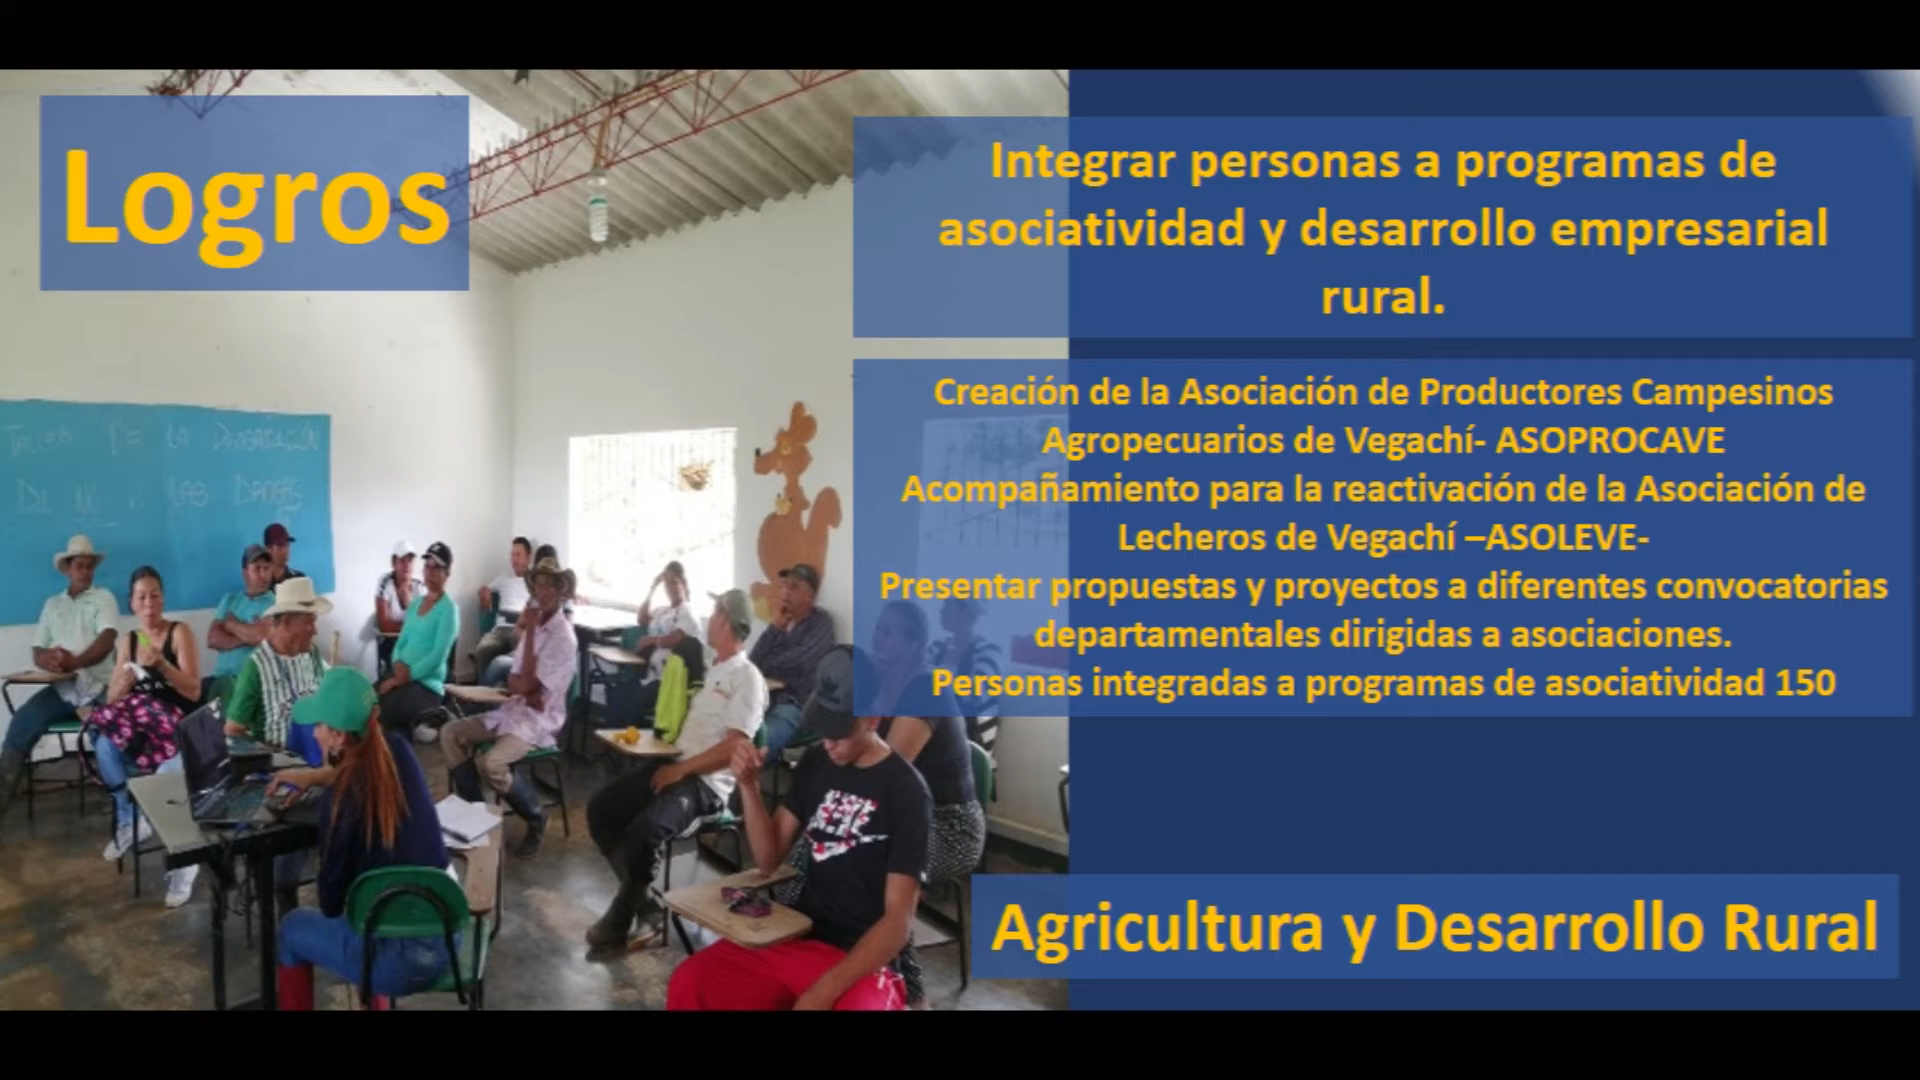 Logros
Integrar personas a programas de
asociatividad y desarrollo empresarial
rural.
Creación de la Asociación de Productores Campesinos
Agropecuarios de Vegachí- ASOPROCAVE
Acompañamiento para la reactivación de la Asociación de
Lecheros de Vegachí –ASOLEVE-
Presentar propuestas y proyectos a diferentes convocatorias
departamentales dirigidas a asociaciones.
Personas integradas a programas de asociatividad 150
Agricultura y Desarrollo Rural